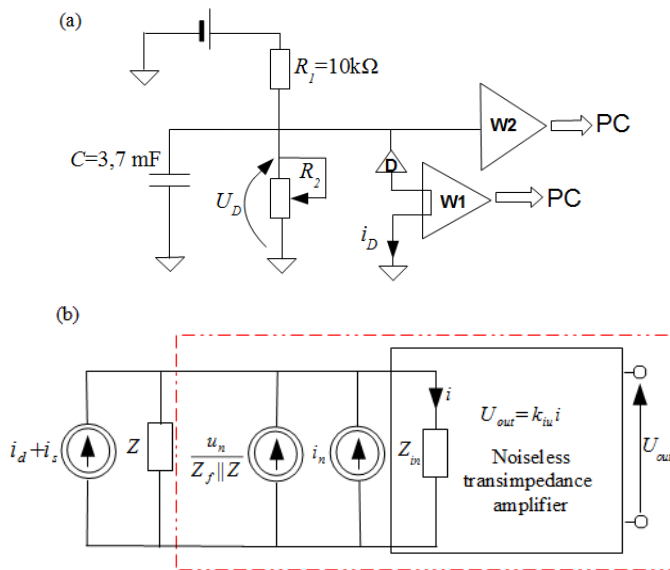 (a)
R1=10kΩ
W2
PC
C=3,7 mF
R2
D
UD
W1
PC
iD
(b)
i
Uout=kiu i
id+is
Z
un
Zf||Z
in
Zin
Noiseless
transimpedance
amplifier
Uout